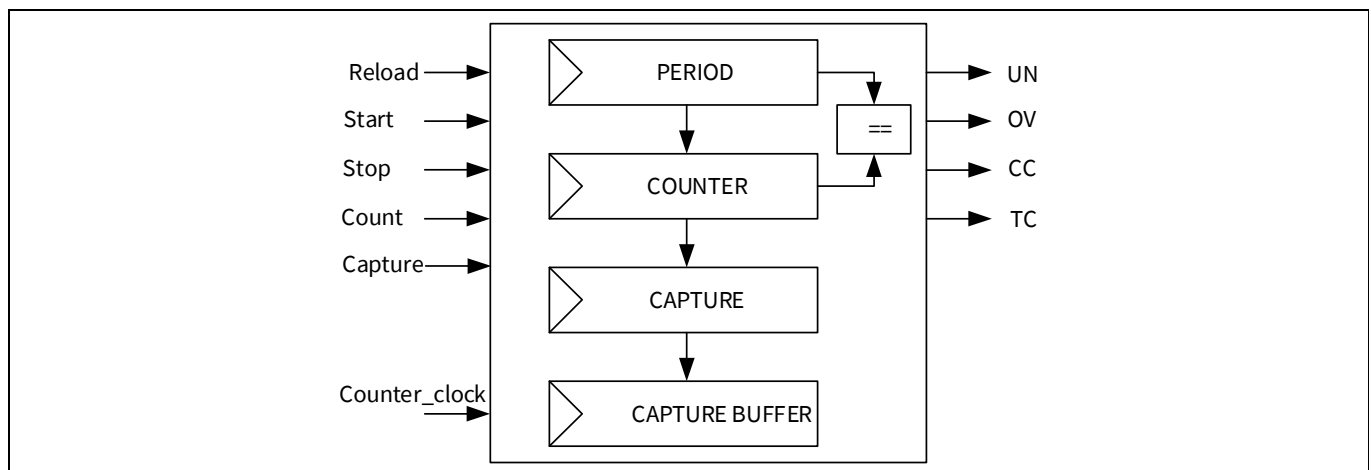 Reload
PERIOD
UN
Start
==
OV
Stop
COUNTER
CC
Count
TC
Capture
CAPTURE
Counter_clock
CAPTURE BUFFER